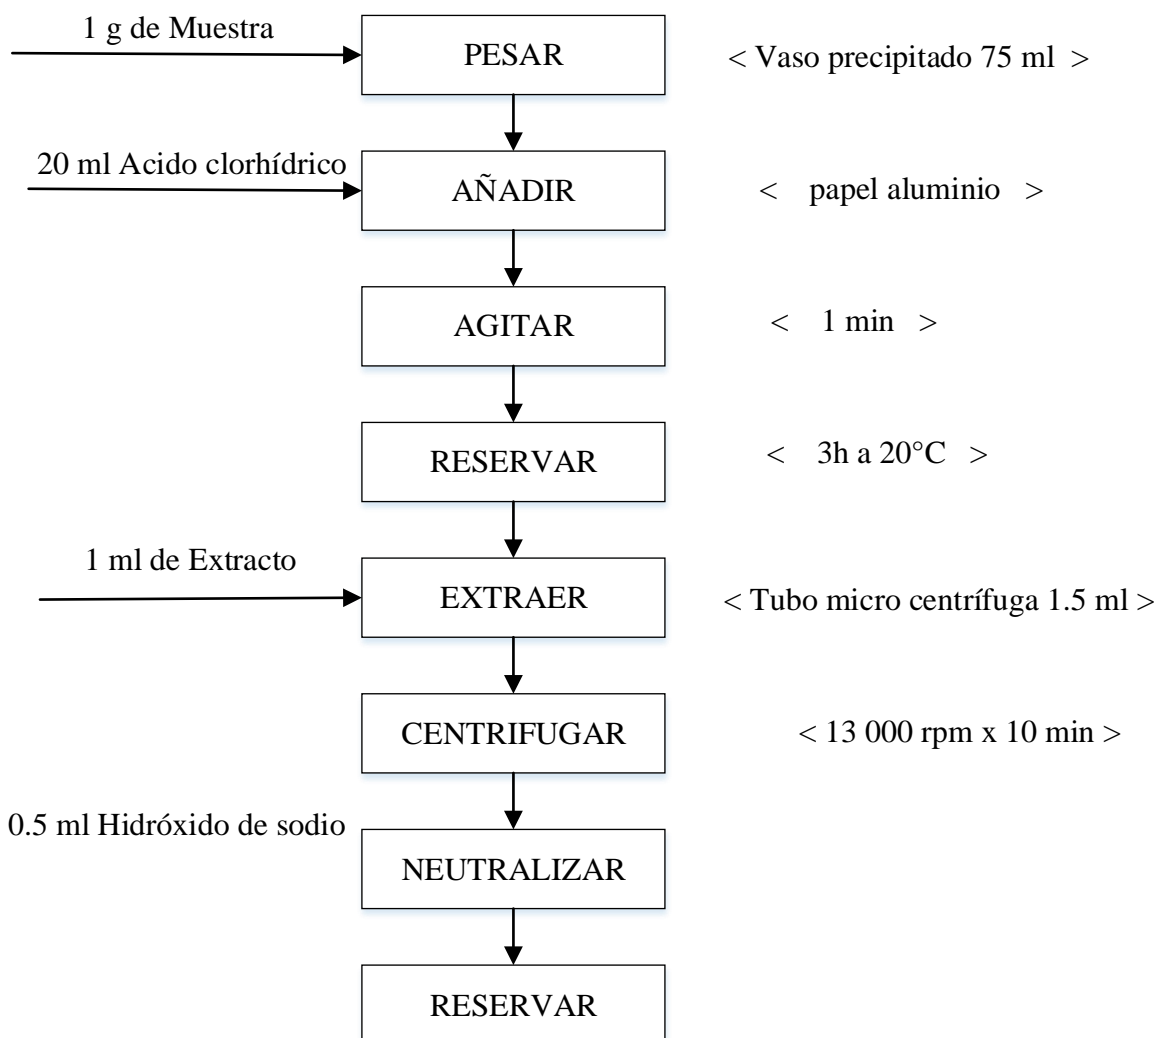 1 g de Muestra
PESAR
< Vaso precipitado 75 ml >
20 ml Acido clorhídrico
AÑADIR
< papel aluminio >
AGITAR
< 1 min >
RESERVAR
< 3h a 20°C >
1 ml de Extracto
EXTRAER
< Tubo micro centrífuga 1.5 ml >
CENTRIFUGAR
< 13 000 rpm x 10 min >
0.5 ml Hidróxido de sodio
NEUTRALIZAR
RESERVAR